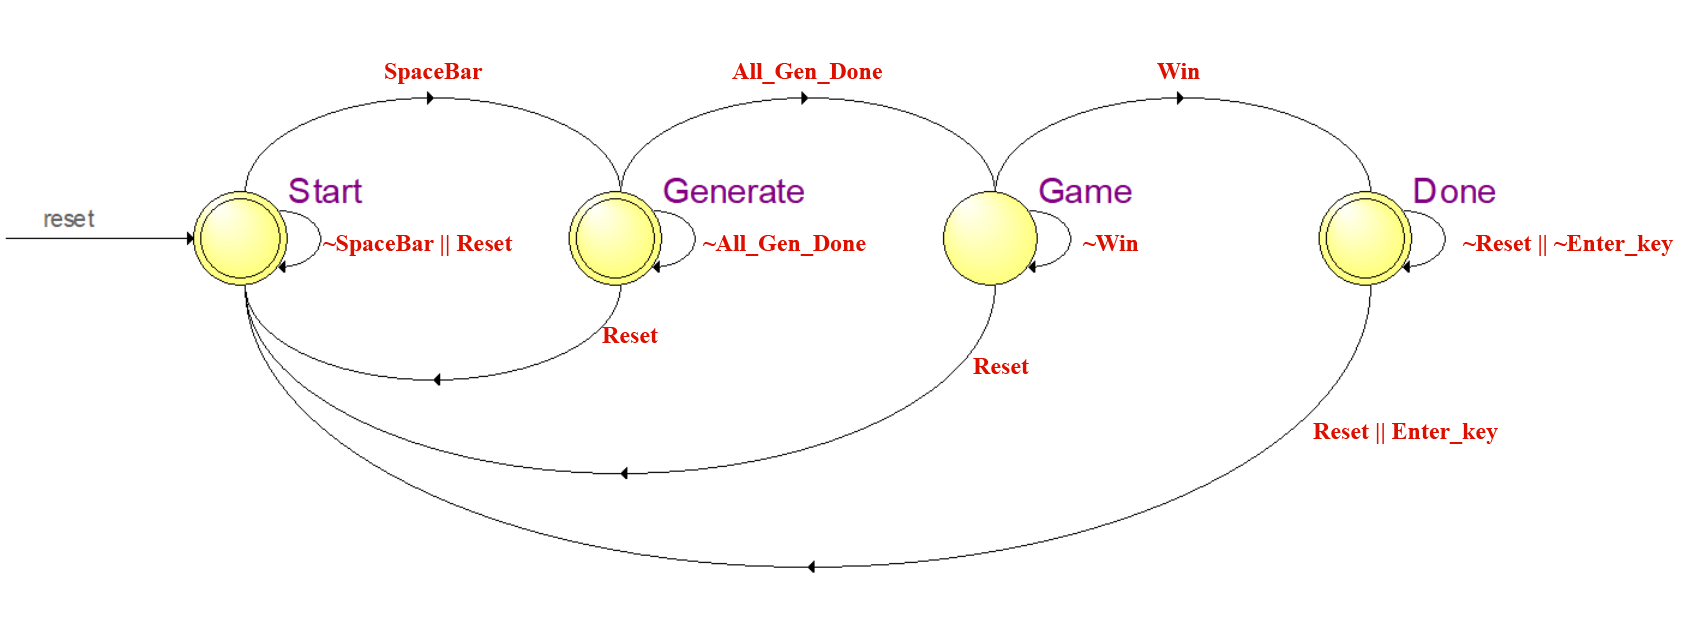 SpaceBar
All_Gen_Done
Win
reset
Start
Generate
Game
Done
~SpaceBar || Reset
~All_Gen_Done
~Win
~Reset || ~Enter_key
Reset
Reset
Reset || Enter_key